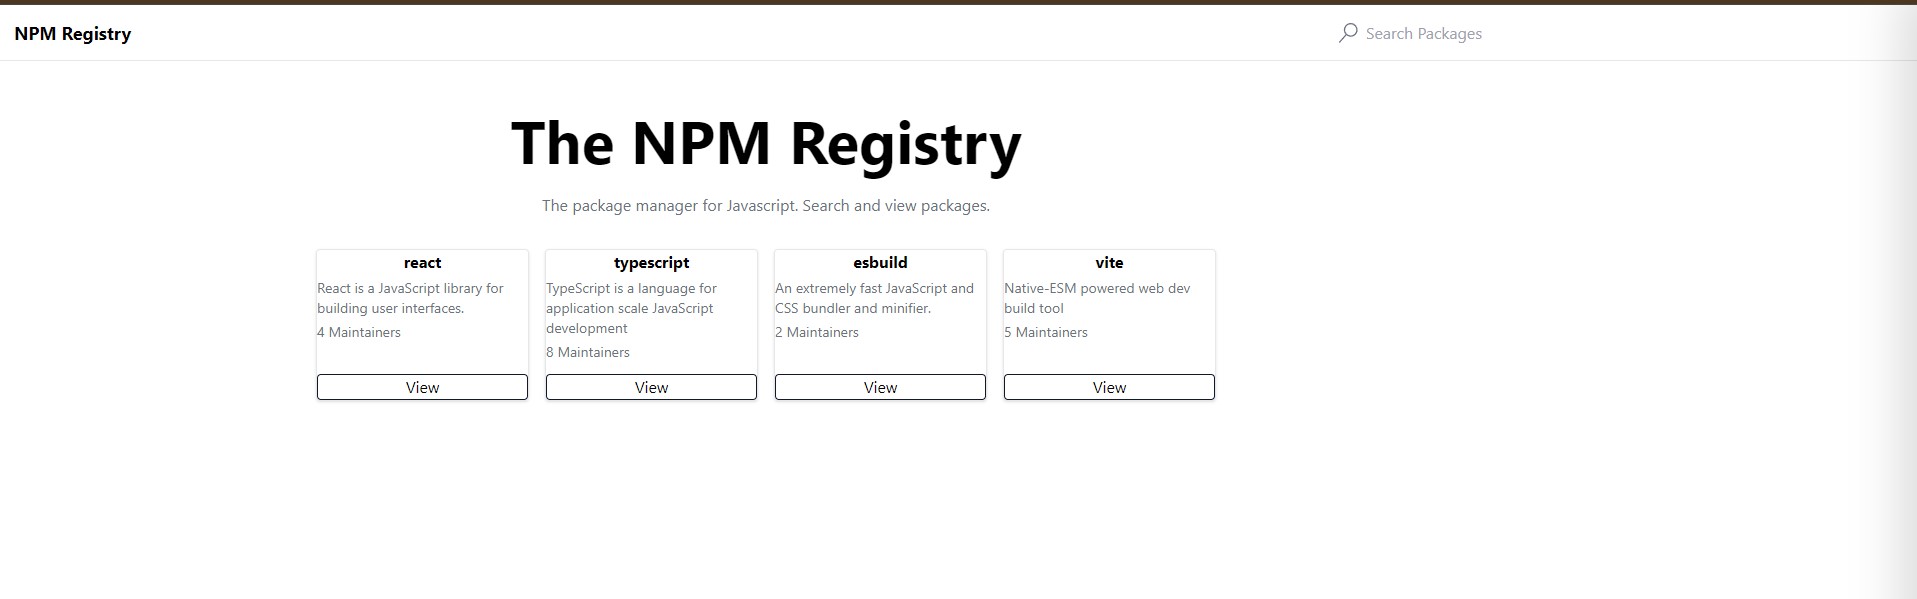 NPM Registry
Search Packages
The NPM Registry
The package manager for Javascript. Search and view packages.
react
React is a JavaScript library for
building user interfaces.
4 Maintainers
View
typescript
TypeScript is a language for
application scale JavaScript
development
8 Maintainers
View
esbuild
An extremely fast JavaScript and
CSS bundler and minifier.
2 Maintainers
View
vite
Native-ESM powered web dev
build tool
5 Maintainers
View